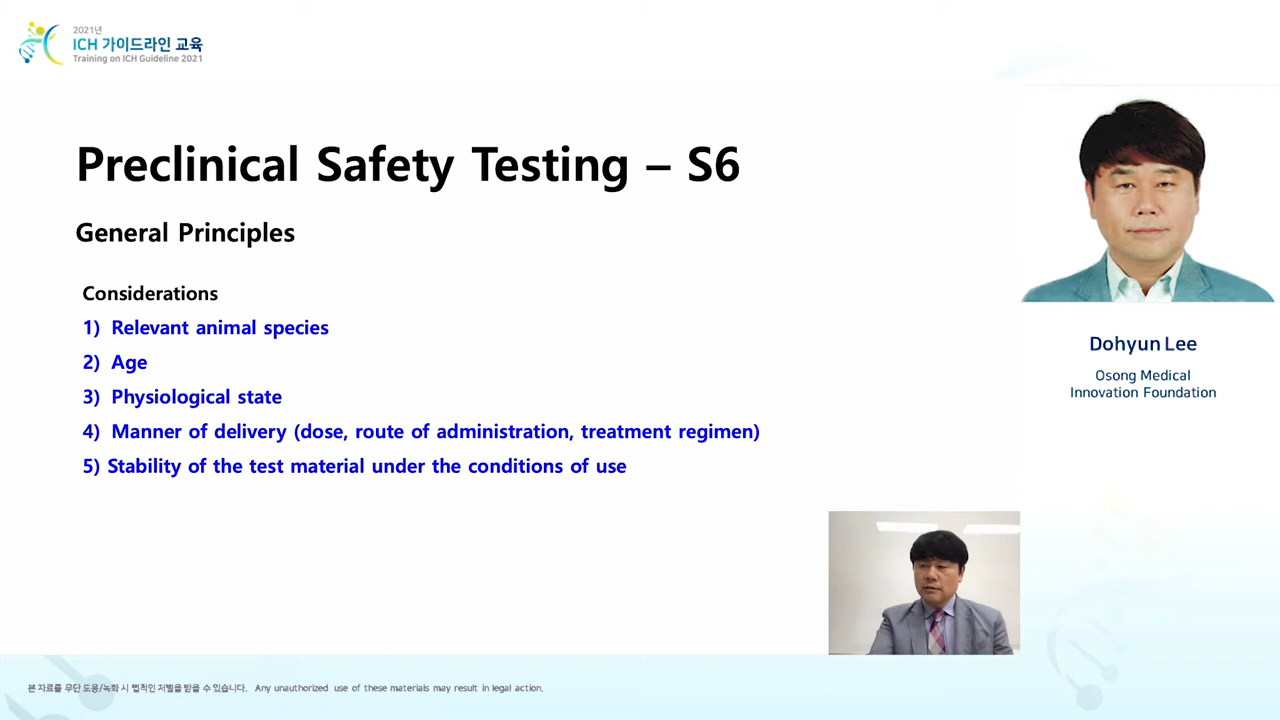 2021년
ICH 가이드라인 교육
Training on ICH Guideline 2021
Preclinical Safety Testing – S6
General Principles
Considerations
1) Relevant animal species
2) Age
3) Physiological state
4) Manner of delivery (dose, route of administration, treatment regimen)
5) Stability of the test material under the conditions of use
Dohyun Lee
Osong Medical
Innovation Foundation
본 자료를 무단 도용/녹화 시 법적인 처벌을 받을 수 있습니다. Any unauthorized use of these materials may result in legal action.